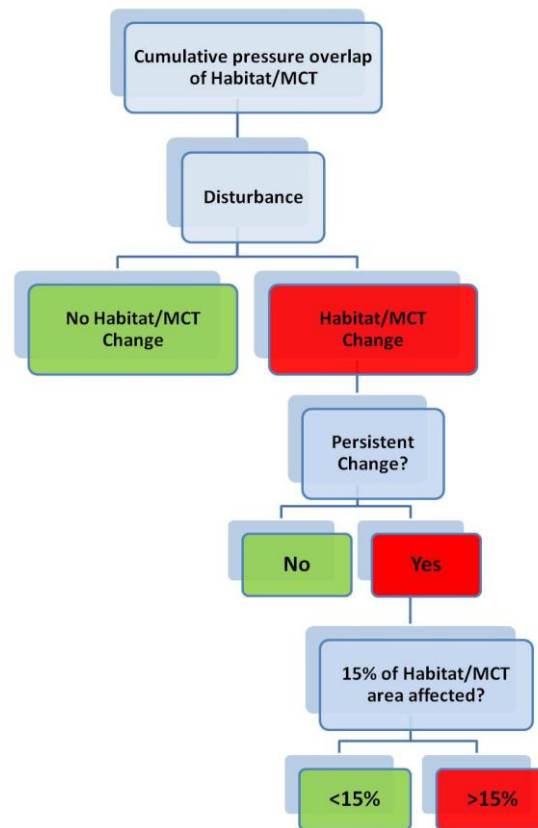 Cumulative pressure overlap
of Habitat/MCT
Disturbance
No Habitat/MCT
Change
Habitat/MCT
Change
Persistent
Change?
No
Yes
15% of Habitat/MCT
area affected?
<15%
>15%